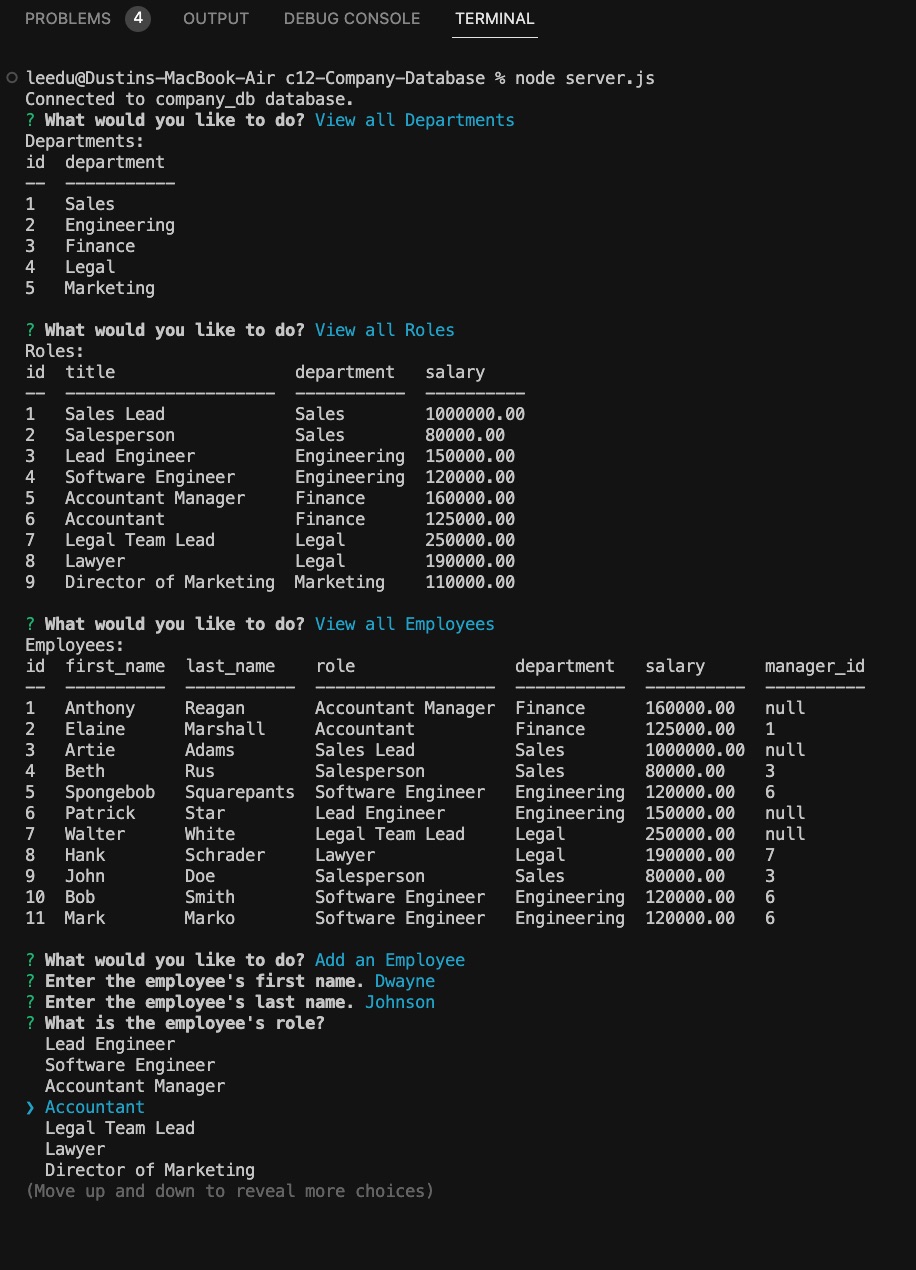 PROBLEMS 4 OUTPUT DEBUG CONSOLE TERMINAL
leedu@Dustins-MacBook-Air c12-Company-Database % node server.js
Connected to company_db database.
? What would you like to do? View all Departments
Departments:
id  department
--  -----------
1   Sales
2   Engineering
3   Finance
4   Legal
5   Marketing
? What would you like to do? View all Roles
Roles:
id  title                  department   salary
--  ---------------------  -----------  ----------
1   Sales Lead             Sales        1000000.00
2   Salesperson            Sales        80000.00
3   Lead Engineer          Engineering  150000.00
4   Software Engineer      Engineering  120000.00
5   Accountant Manager     Finance      160000.00
6   Accountant             Finance      125000.00
7   Legal Team Lead        Legal        250000.00
8   Lawyer                 Legal        190000.00
9   Director of Marketing  Marketing    110000.00
? What would you like to do? View all Employees
Employees:
id  first_name  last_name    role                department   salary      manager_id
--  ----------  -----------  ------------------  -----------  ----------  ----------
1   Anthony     Reagan       Accountant Manager  Finance      160000.00   null
2   Elaine      Marshall     Accountant          Finance      125000.00   1
3   Artie       Adams        Sales Lead          Sales        1000000.00  null
4   Beth        Rus          Salesperson         Sales        80000.00    3
5   Spongebob   Squarepants  Software Engineer   Engineering  120000.00   6
6   Patrick     Star         Lead Engineer       Engineering  150000.00   null
7   Walter      White        Legal Team Lead     Legal        250000.00   null
8   Hank        Schrader     Lawyer              Legal        190000.00   7
9   John        Doe          Salesperson         Sales        80000.00    3
10  Bob         Smith        Software Engineer   Engineering  120000.00   6
11  Mark        Marko        Software Engineer   Engineering  120000.00   6
? What would you like to do? Add an Employee
? Enter the employee's first name. Dwayne
? Enter the employee's last name. Johnson
? What is the employee's role?
Lead Engineer
Software Engineer
Accountant Manager
❯ Accountant
Legal Team Lead
Lawyer
Director of Marketing
(Move up and down to reveal more choices)